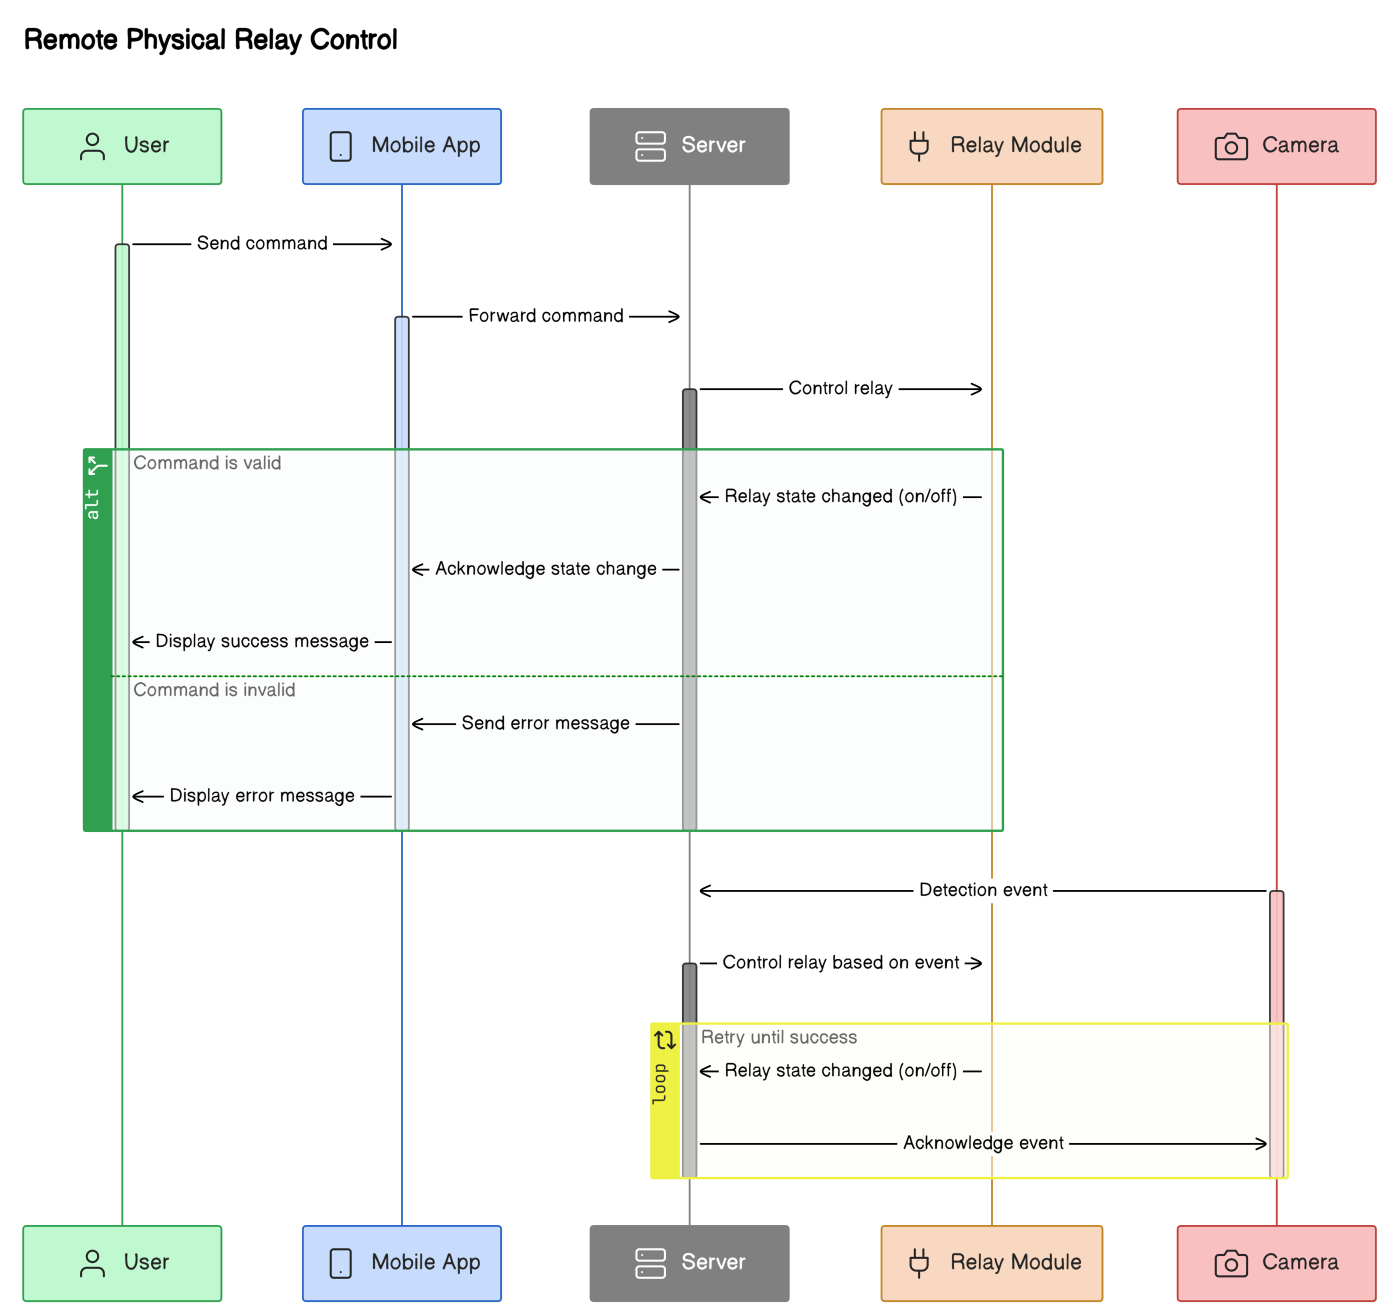 Remote Physical Relay Control
User
Mobile App
Server
Relay Module
Camera
Send command
Forward command
Control relay
alt
Command is valid
Relay state changed (on/off)
Acknowledge state change
Display success message
Command is invalid
Send error message
Display error message
Detection event
Control relay based on event
loop
Retry until success
Relay state changed (on/off)
Acknowledge event
User
Mobile App
Server
Relay Module
Camera